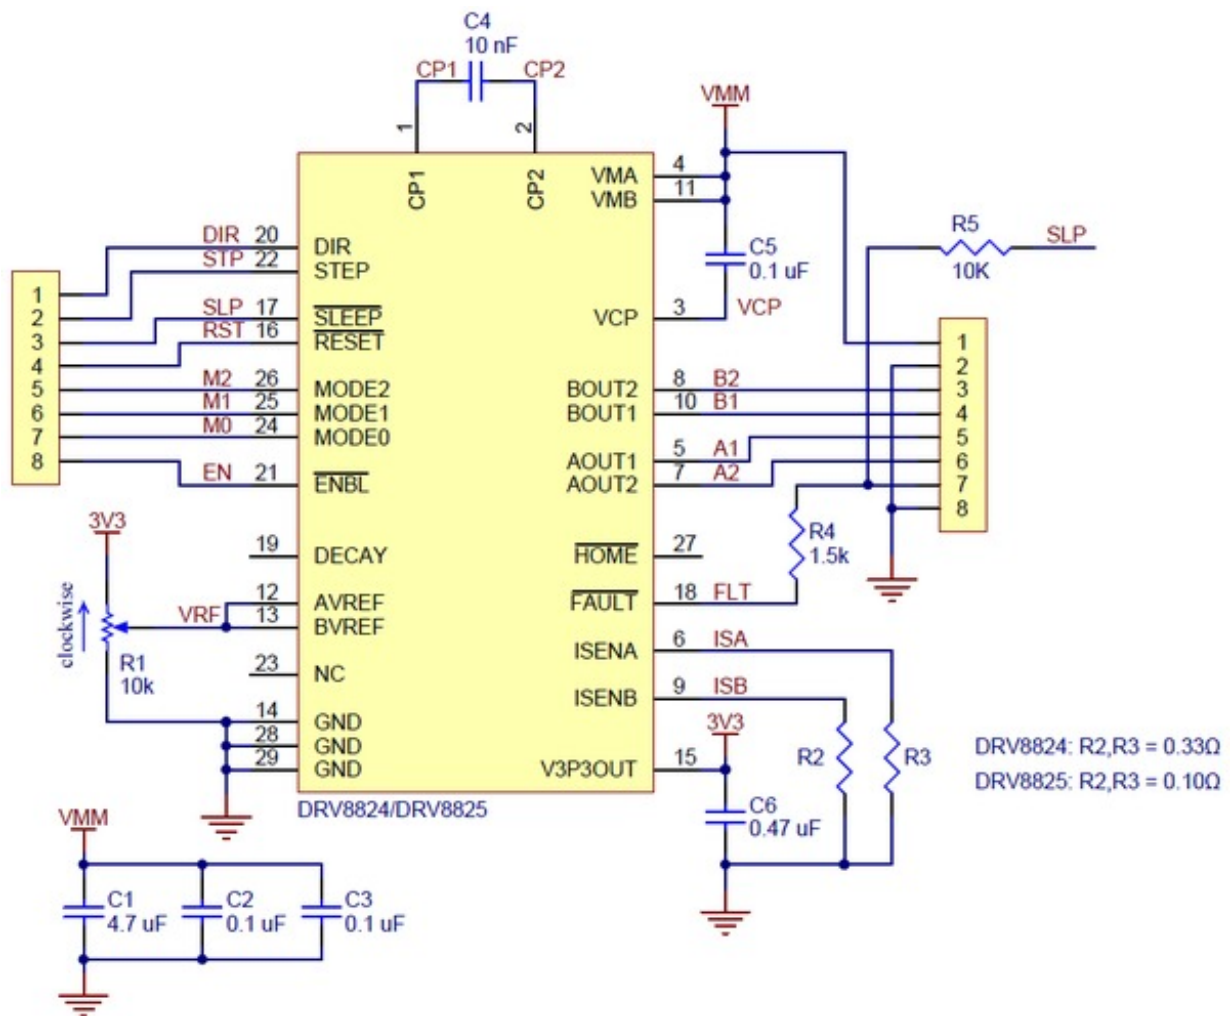 C4
10 nF
CP1
CP2
1
2
CP1
CP2
VMM
VMA
4
VMB
11
C5
0.1 uF
VCP
3
VCP
R5
10K
SLP
DIR
20
DIR
STP
22
STEP
SLP
17
SLEEP
RST
16
RESET
M2
26
MODE2
M1
25
MODE1
M0
24
MODE0
EN
21
ENBL
1
2
3
4
5
6
7
8
BOUT2
8
B2
BOUT1
10
B1
AOUT1
5
A1
AOUT2
7
A2
1
2
3
4
5
6
7
8
R4
1.5k
3V3
clockwise
R1
10k
VRF
19
DECAY
12
AVREF
13
BVREF
23
NC
14
GND
28
GND
29
GND
HOME
27
FAULT
18
FLT
ISENA
6
ISA
ISENB
9
ISB
V3P3OUT
15
3V3
R2
R3
C6
0.47 uF
DRV8824: R2,R3 = 0.33Ω
DRV8825: R2,R3 = 0.10Ω
DRV8824/DRV8825
VMM
C1
4.7 uF
C2
0.1 uF
C3
0.1 uF